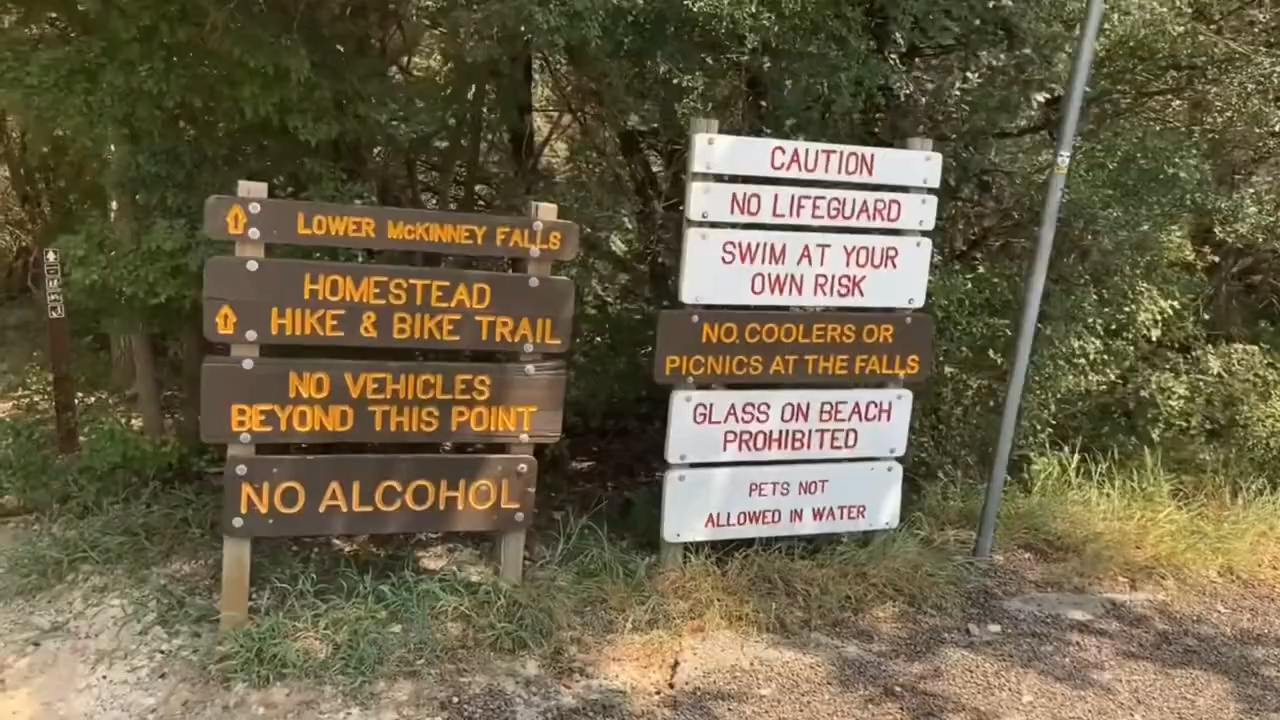 LOWER McKINNEY FALLS
HOMESTEAD
HIKE & BIKE TRAIL
NO VEHICLES
BEYOND THIS POINT
NO ALCOHOL
CAUTION
NO LIFEGUARD
SWIM AT YOUR
OWN RISK
NO COOLERS OR
PICNICS AT THE FALLS
GLASS ON BEACH
PROHIBITED
PETS NOT
ALLOWED IN WATER